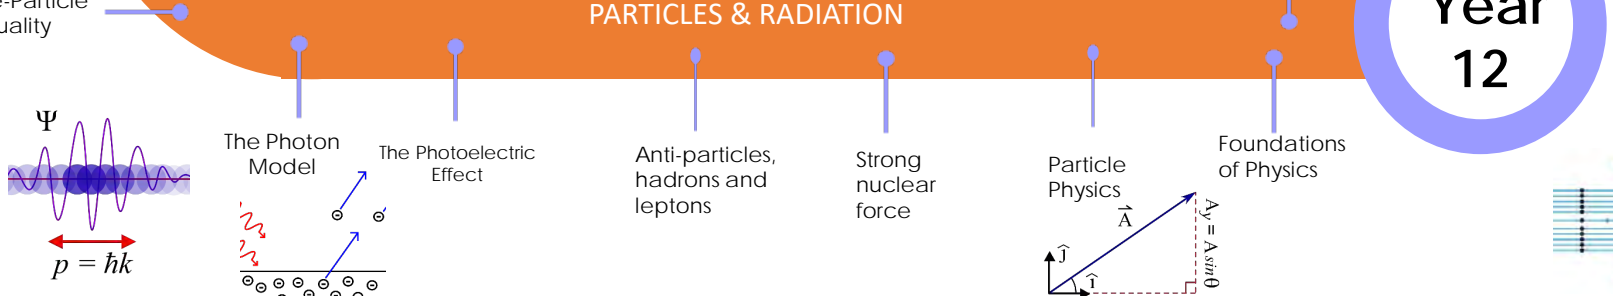 PARTICLES & RADIATION
Year
12
uality
Ψ
p = ħk
The Photon
Model
The Photoelectric
Effect
Anti-particles,
hadrons and
leptons
Strong
nuclear
force
Particle
Physics
Foundations
of Physics
A
ĵ
î
Ay = A sinθ